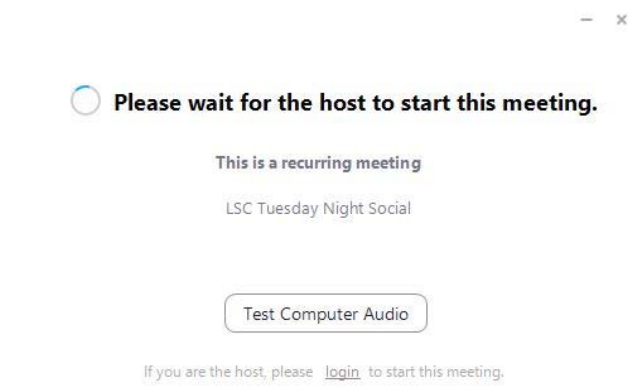 Please wait for the host to start this meeting.
This is a recurring meeting
LSC Tuesday Night Social
Test Computer Audio
If you are the host, please login to start this meeting.